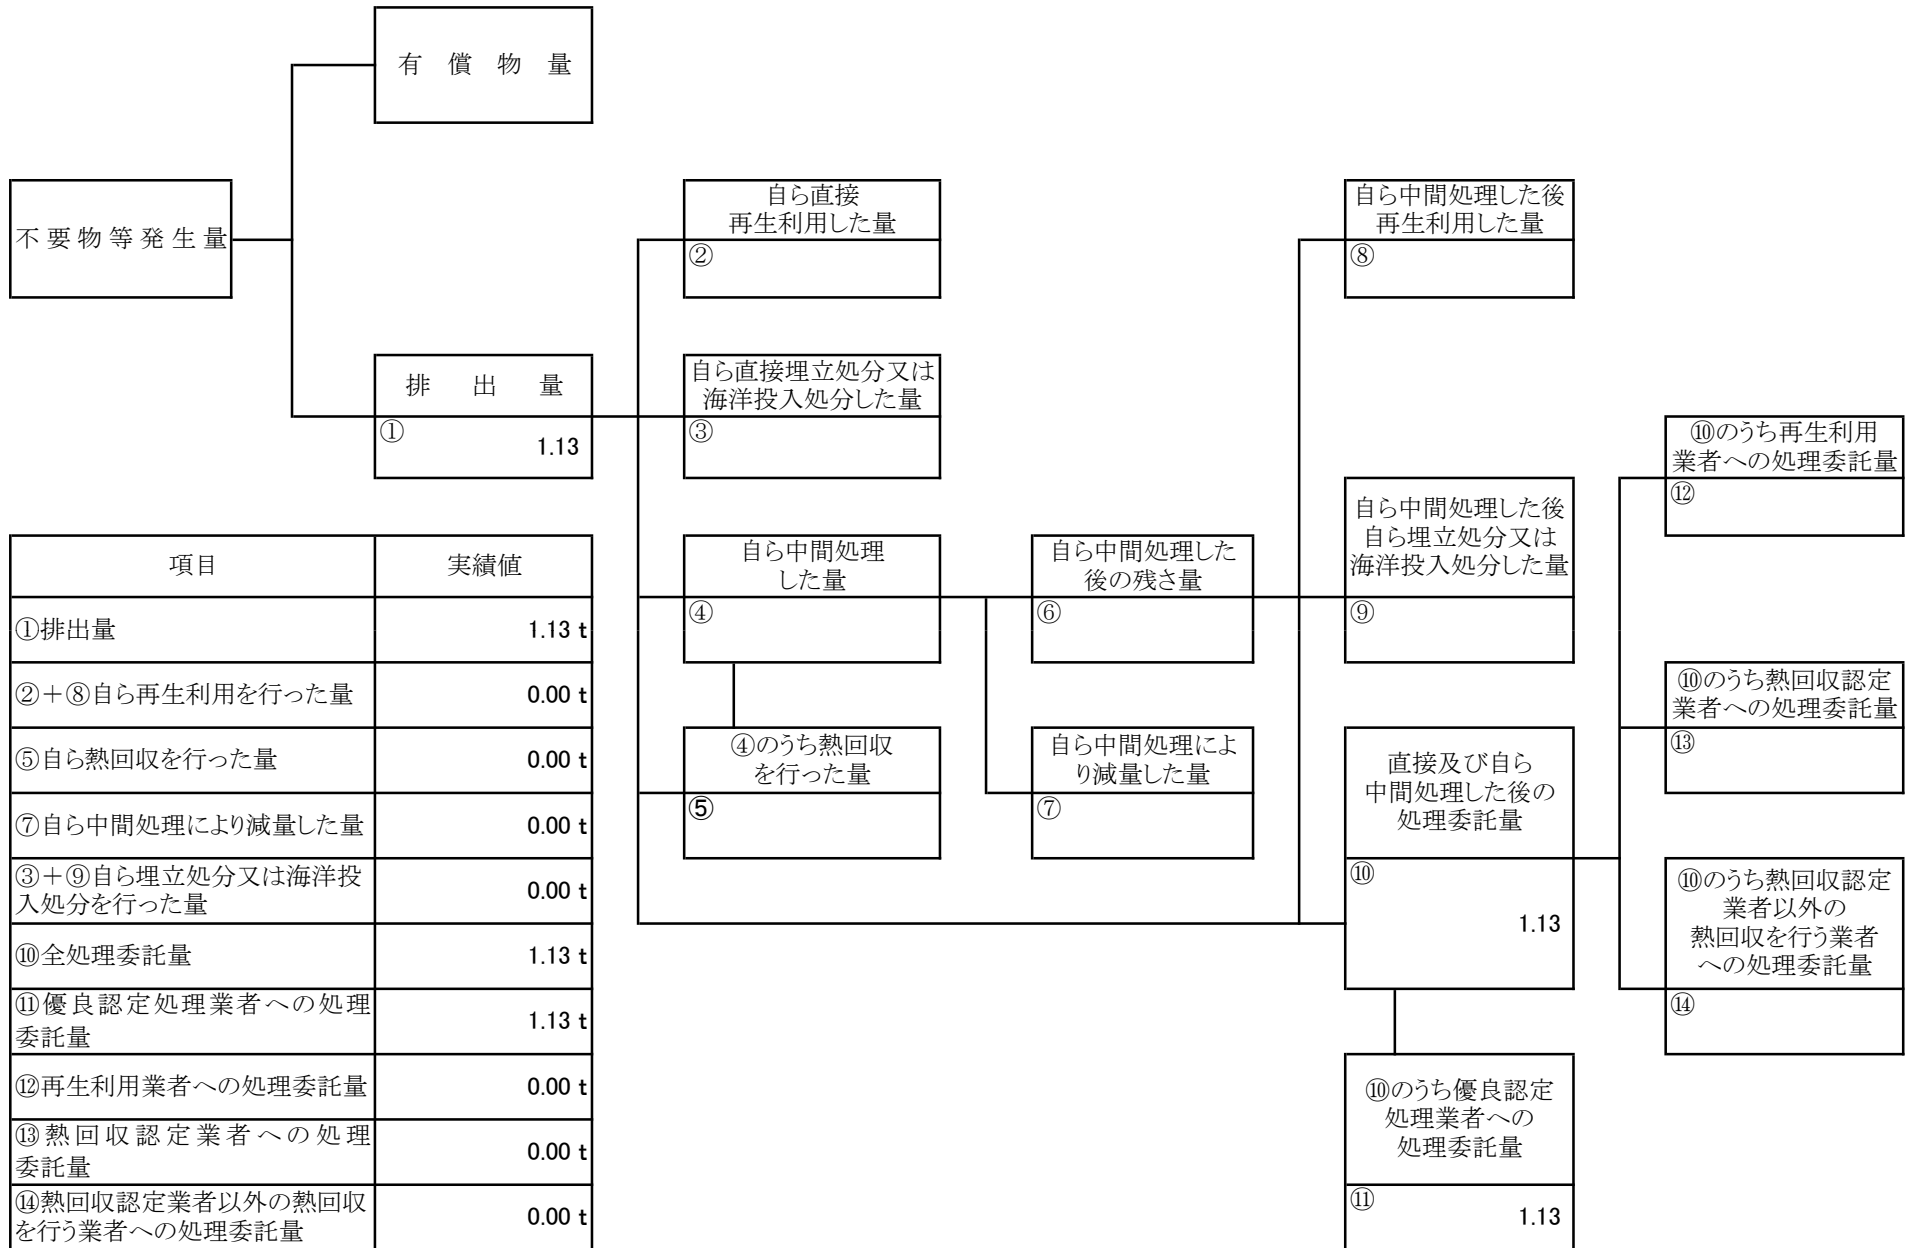 有 償 物 量
不 要 物 等 発 生 量
自ら直接
再生利用した量
②
自ら中間処理した後
再生利用した量
⑧
排 出 量
①
1.13
自ら直接埋立処分又は
海洋投入処分した量
③
⑩のうち再生利用
業者への処理委託量
⑫
自ら中間処理した後
自ら埋立処分又は
海洋投入処分した量
⑨
自ら中間処理
した量
④
自ら中間処理した
後の残さ量
⑥
④のうち熱回収
を行った量
⑤
自ら中間処理によ
り減量した量
⑦
直接及び自ら
中間処理した後の
処理委託量
⑩
1.13
⑩のうち熱回収認定
業者への処理委託量
⑬
⑩のうち熱回収認定
業者以外の
熱回収を行う業者
への処理委託量
⑭
⑩のうち優良認定
処理業者への
処理委託量
⑪
1.13
項目 実績値
①排出量 1.13 t
②+⑧自ら再生利用を行った量 0.00 t
⑤自ら熱回収を行った量 0.00 t
⑦自ら中間処理により減量した量 0.00 t
③+⑨自ら埋立処分又は海洋投
入処分を行った量 0.00 t
⑩全処理委託量 1.13 t
⑪優良認定処理業者への処理
委託量 1.13 t
⑫再生利用業者への処理委託量 0.00 t
⑬熱回収認定業者への処理
委託量 0.00 t
⑭熱回収認定業者以外の熱回収
を行う業者への処理委託量 0.00 t